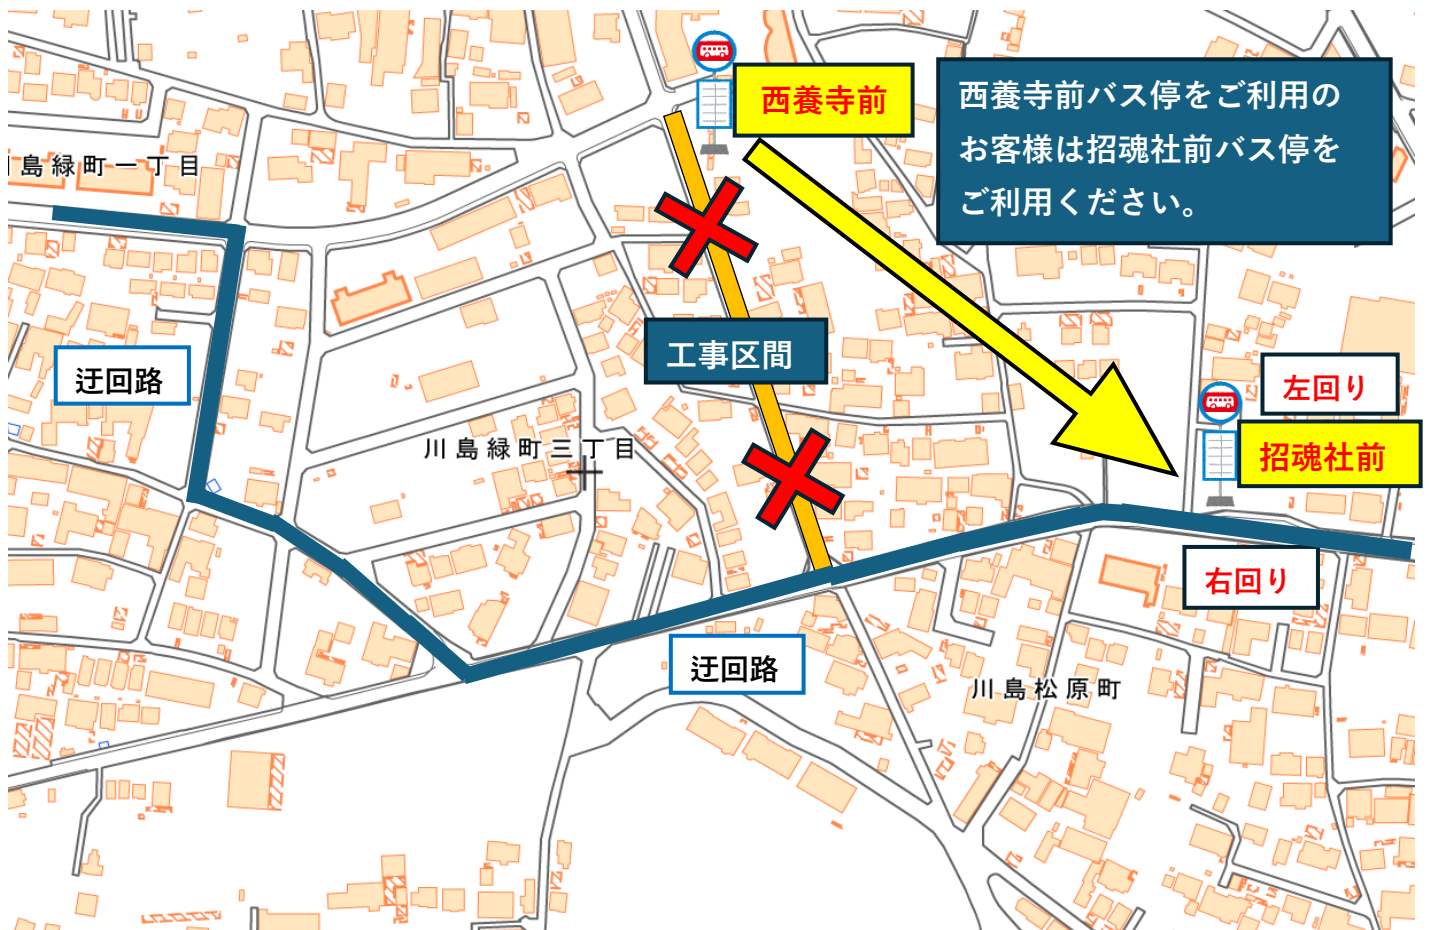 西養寺前
西養寺前バス停をご利用の
お客様は招魂社前バス停を
ご利用ください。
川島緑町一丁目
迂回路
工事区間
左回り
招魂社前
川島緑町三丁目
右回り
迂回路
川島松原町